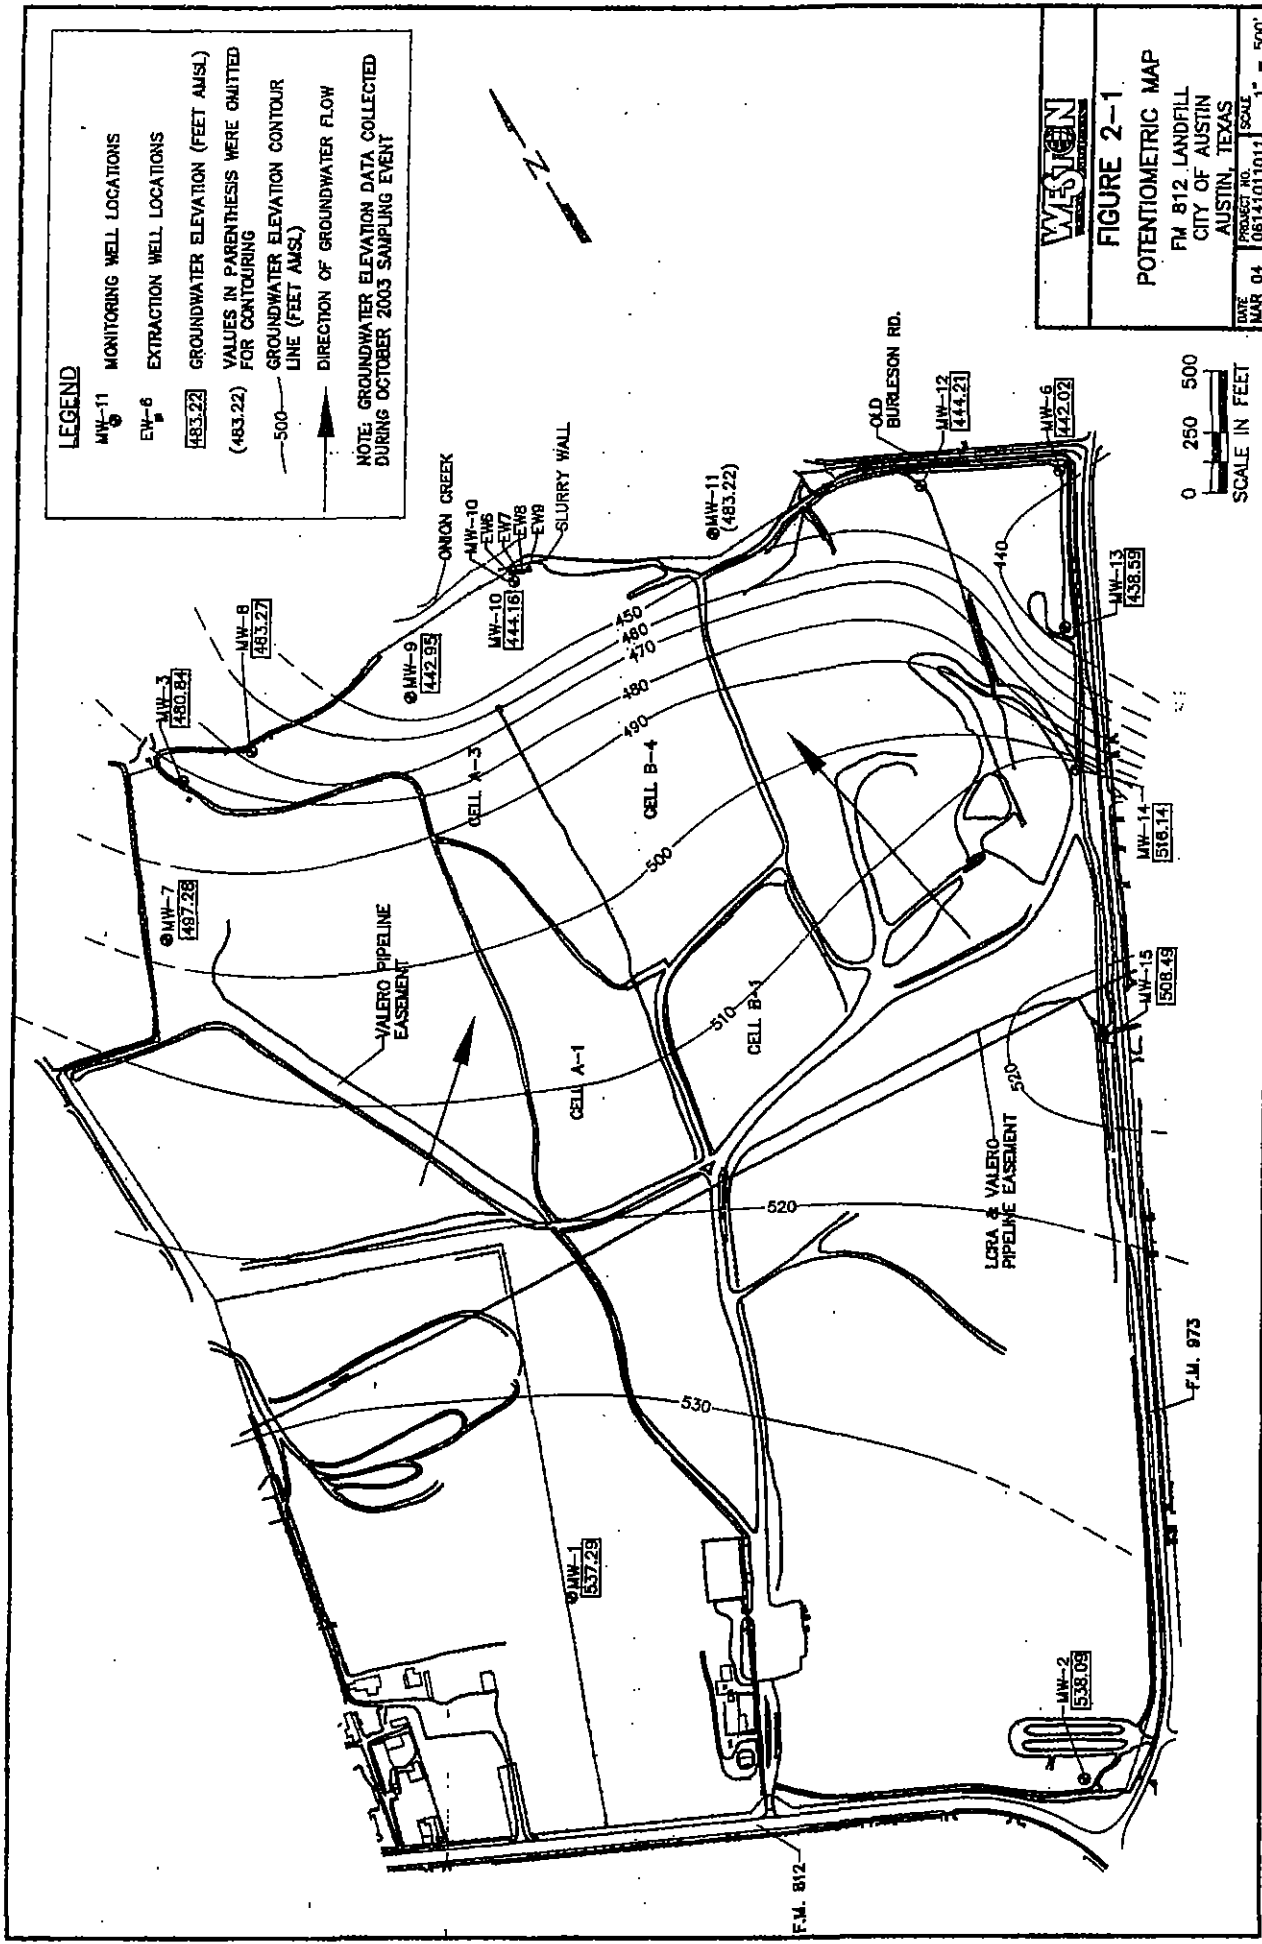 LEGEND
MW-11 MONITORING WELL LOCATIONS
EW-6 EXTRACTION WELL LOCATIONS
483.22 GROUNDWATER ELEVATION (FEET AMSL)
(483.22) VALUES IN PARENTHESIS WERE OMITTED
FOR CONTOURING
500 GROUNDWATER ELEVATION CONTOUR
LINE (FEET AMSL)
DIRECTION OF GROUNDWATER FLOW
NOTE: GROUNDWATER ELEVATION DATA COLLECTED
DURING OCTOBER 2003 SAMPLING EVENT
N
WESTON
FIGURE 2-1
POTENTIOMETRIC MAP
FM 812 LANDFILL
CITY OF AUSTIN
AUSTIN, TEXAS
DATE
MAR 04
PROJECT NO.
SCALE
1" = 500'
0 250 500
SCALE IN FEET
ONION CREEK
MW-10
EW6
EW7
EW8
EW9
SLURRY WALL
MW-10
444.16
MW-11
(483.22)
OLD
BURLESON RD.
MW-12
444.21
MW-6
442.02
MW-13
438.59
MW-8
463.27
MW-3
480.84
MW-9
442.95
MW-7
497.28
MW-14
516.14
MW-15
508.49
MW-1
537.29
MW-2
538.09
440
450
460
470
480
490
500
510
520
520
530
CELL A-3
CELL B-4
CELL A-1
CELL B-1
VALERO PIPELINE
EASEMENT
LCRA & VALERO
PIPELINE EASEMENT
F.M. 973
F.M. 812